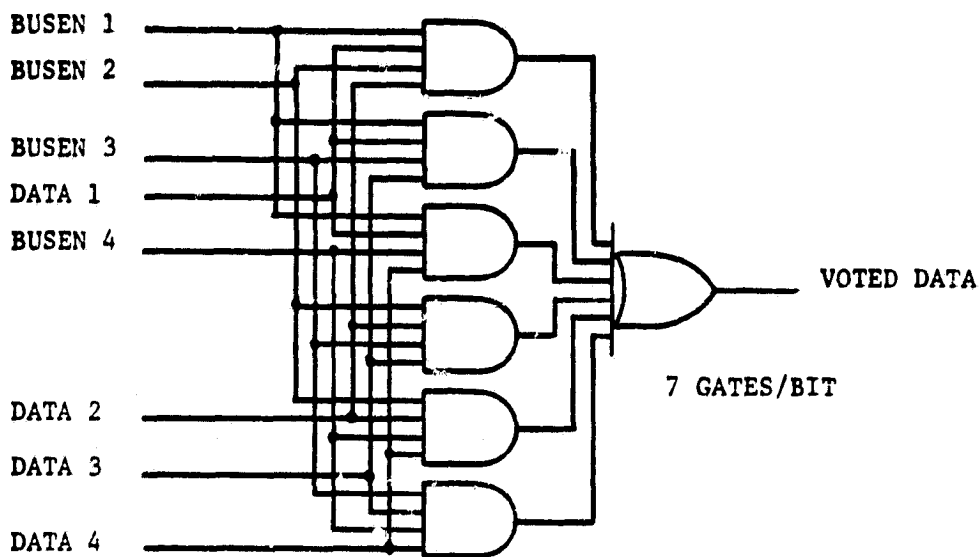 BUSEN 1
BUSEN 2
BUSEN 3
DATA 1
BUSEN 4
VOTED DATA
7 GATES/BIT
DATA 2
DATA 3
DATA 4